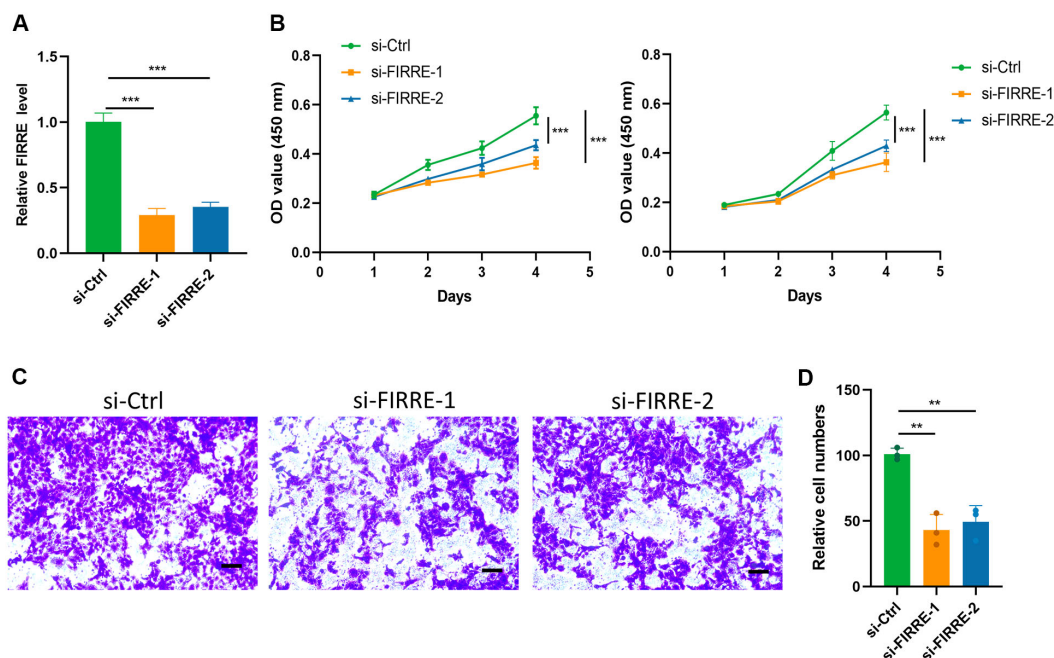 A
Relative FIRRE level
1.5
1.0
0.5
0.0
***
***
si-Ctrl
si-FIRRE-1
si-FIRRE-2
B
si-Ctrl
si-FIRRE-1
si-FIRRE-2
OD value (450 nm)
0.8
0.6
0.4
0.2
0.0
***
***
0 1 2 3 4 5
Days
OD value (450 nm)
0.8
0.6
0.4
0.2
0.0
si-Ctrl
si-FIRRE-1
si-FIRRE-2
***
***
0 1 2 3 4 5
Days
C
si-Ctrl
si-FIRRE-1
si-FIRRE-2
D
Relative cell numbers
150
100
50
0
**
**
si-Ctrl
si-FIRRE-1
si-FIRRE-2